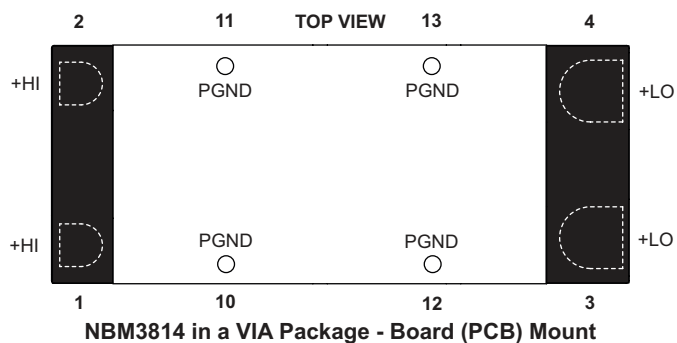 2 11 TOP VIEW 13 4
+HI PGND PGND +LO
+HI PGND PGND +LO
1 10 12 3
NBM3814 in a VIA Package - Board (PCB) Mount